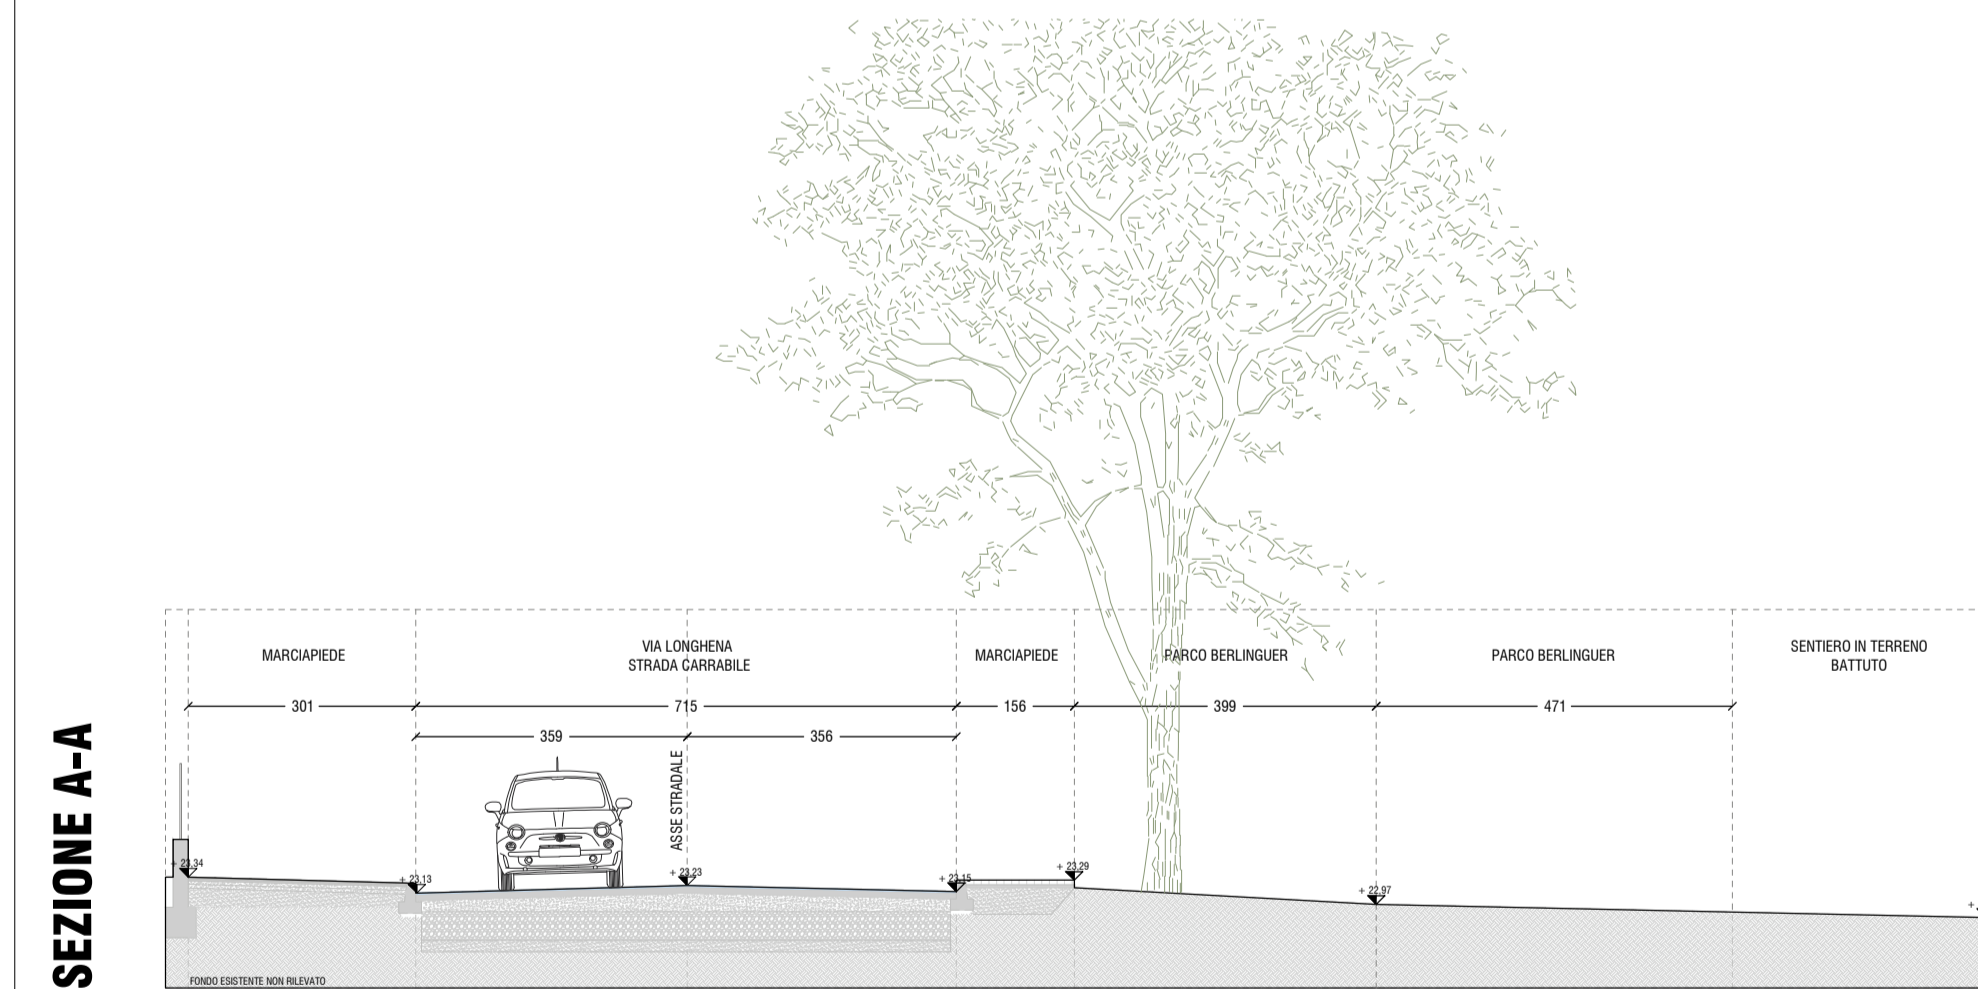 SEZIONE A-A
MARCIAPIEDE
VIA LONGHENA
STRADA CARRABILE
MARCIAPIEDE
PARCO BERLINGUER
PARCO BERLINGUER
SENTIERO IN TERRENO
BATTUTO
301
715
156
399
471
359
356
ASSE STRADALE
+ 23,34
+ 23,13
+ 23,23
+ 23,15
+ 23,29
+ 22,97
+
FONDO ESISTENTE NON RILEVATO